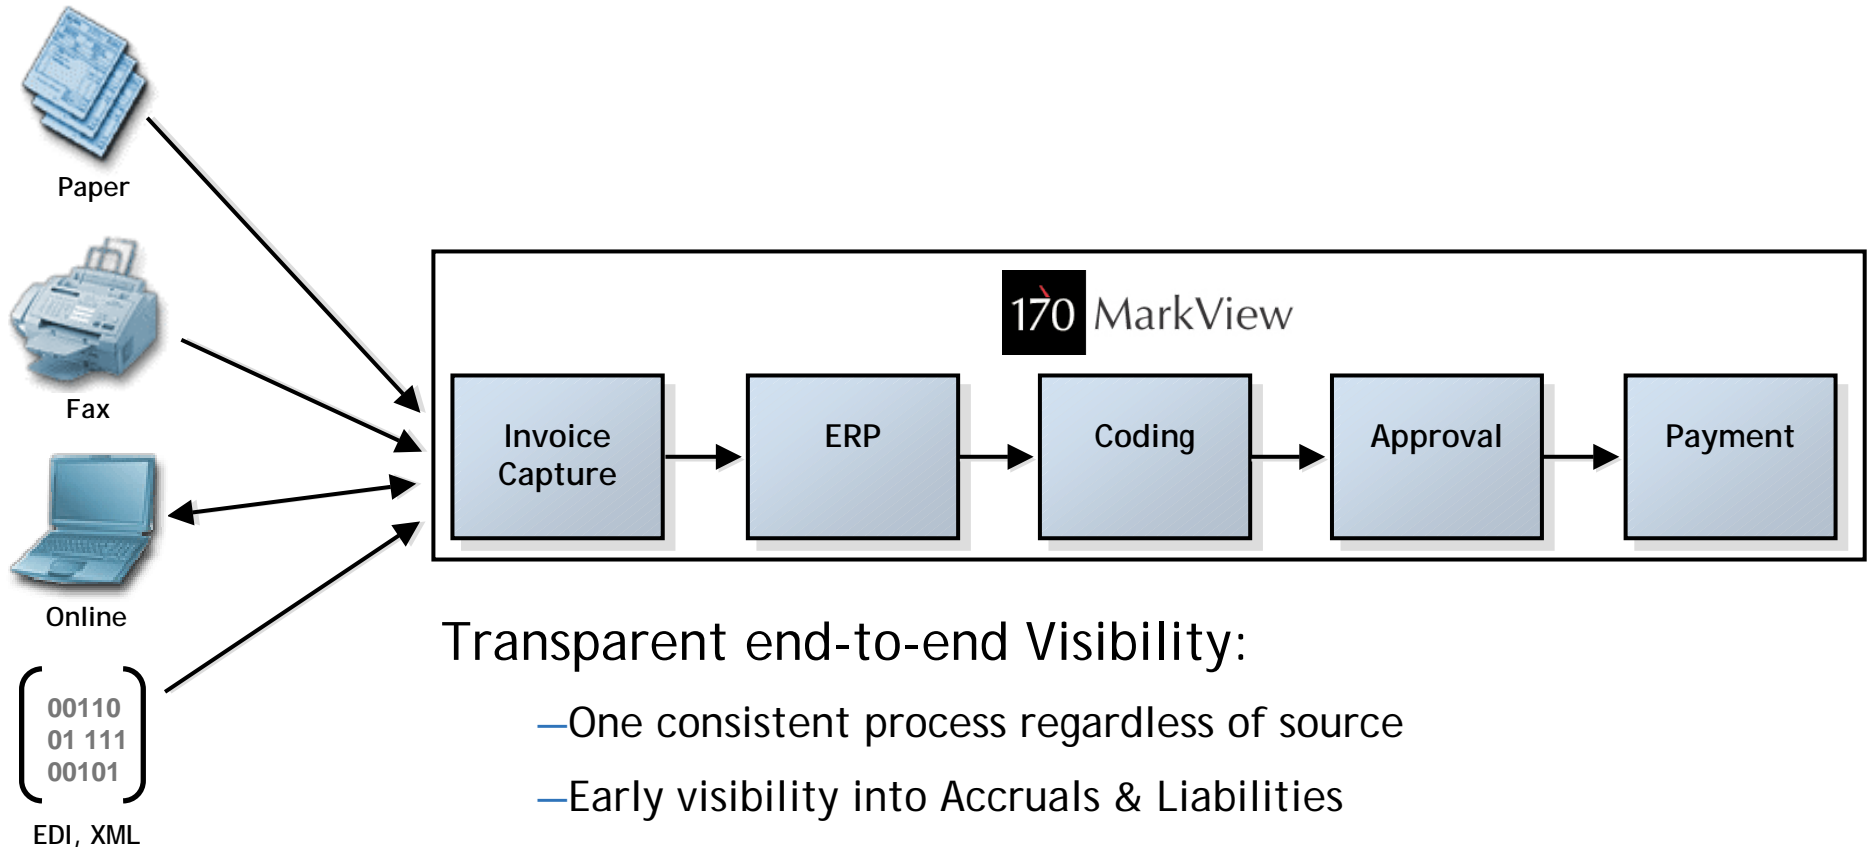 Paper
Fax
Online
00110
01 111
00101
EDI, XML
170 MarkView
Invoice
Capture
ERP
Coding
Approval
Payment
Transparent end-to-end Visibility:
—One consistent process regardless of source
—Early visibility into Accruals & Liabilities